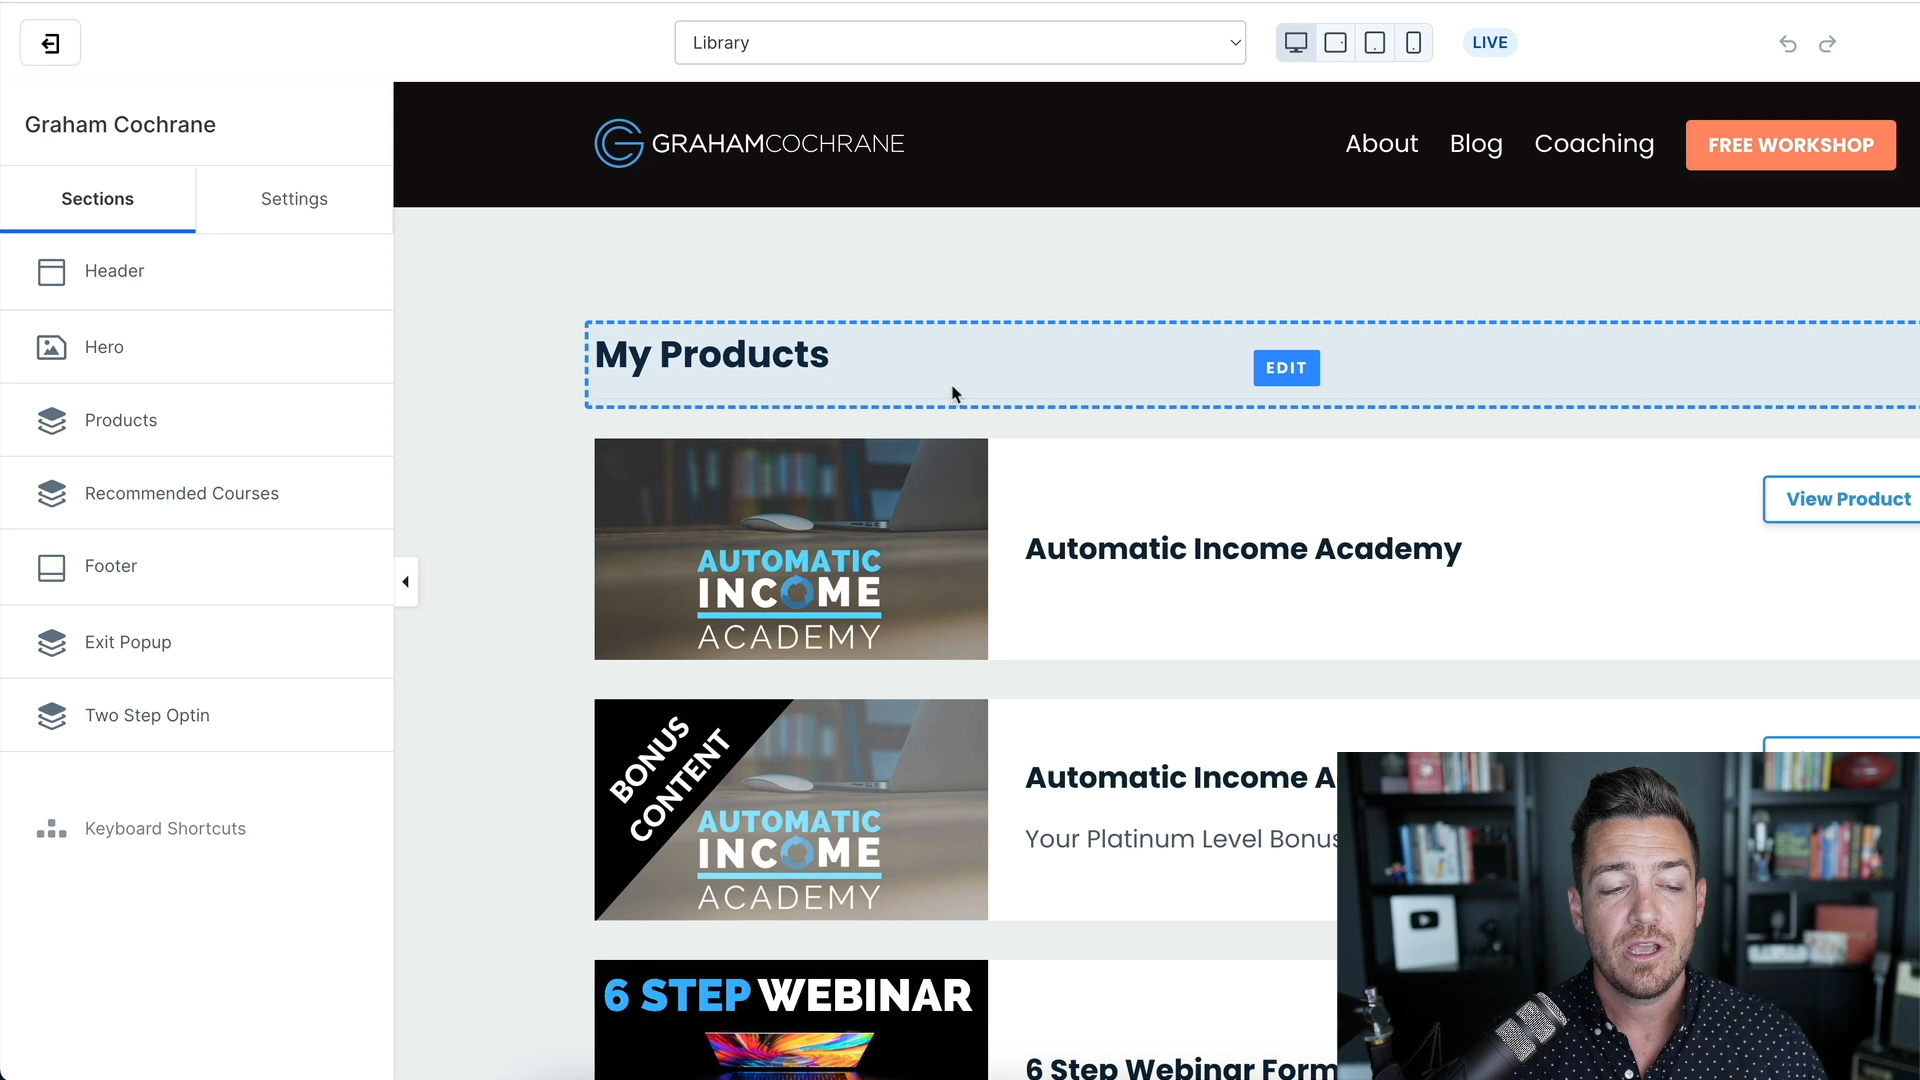 Library
LIVE
Graham Cochrane
Sections
Settings
Header
Hero
Products
Recommended Courses
Footer
Exit Popup
Two Step Optin
Keyboard Shortcuts
GRAHAMCOCHRANE
About
Blog
Coaching
FREE WORKSHOP
My Products
EDIT
AUTOMATIC
INCOME
ACADEMY
Automatic Income Academy
View Product
BONUS
CONTENT
AUTOMATIC
INCOME
ACADEMY
Automatic Income A
Your Platinum Level Bonus
6 STEP WEBINAR
6 Step Webinar Form